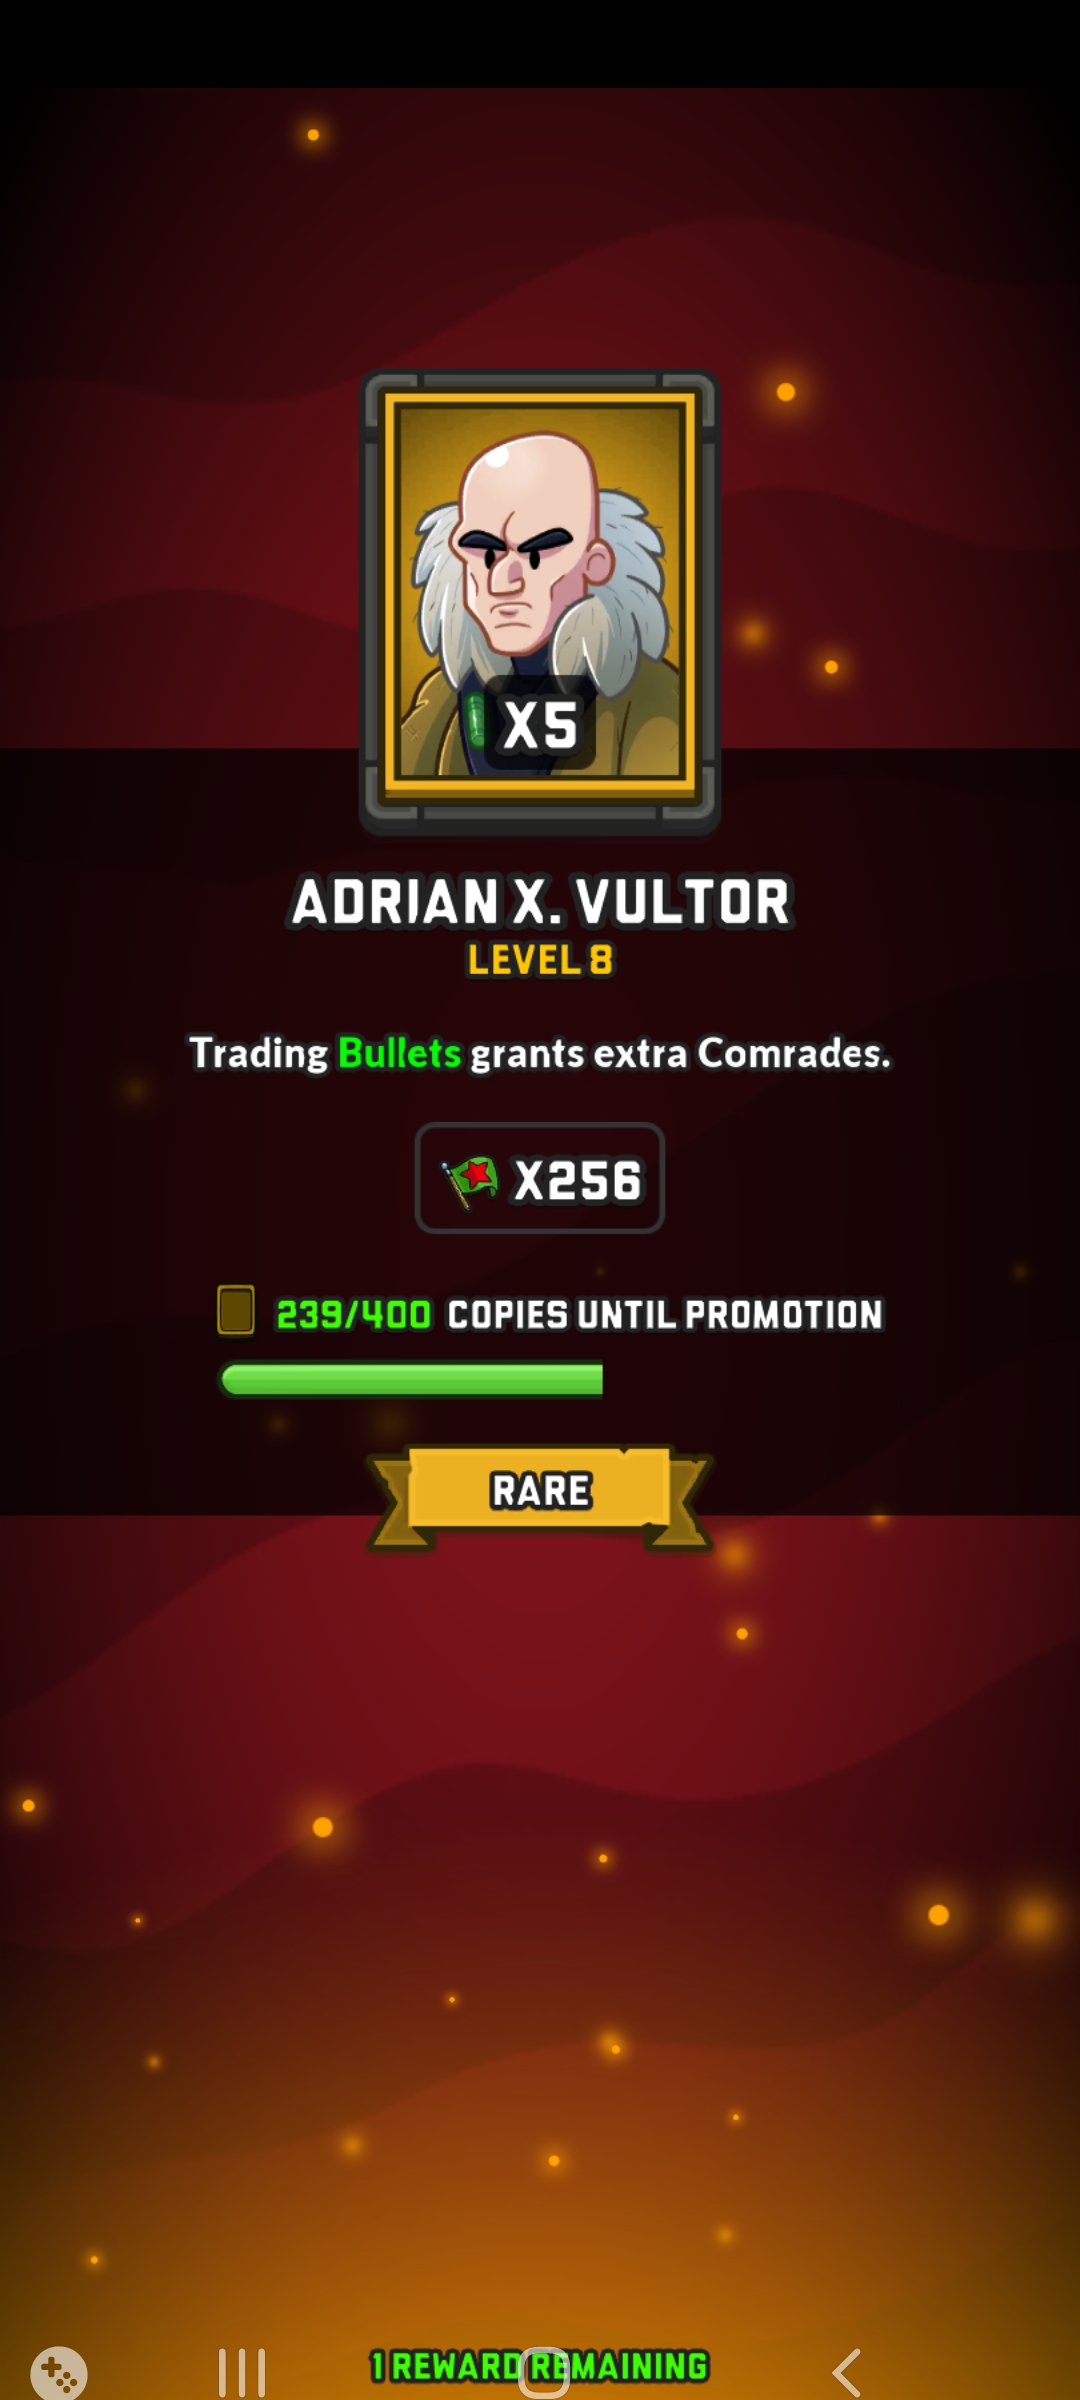 X5
ADRIAN X. VULTOR
LEVEL 8
Trading Bullets grants extra Comrades.
X256
239/400 COPIES UNTIL PROMOTION
RARE
1 REWARD REMAINING